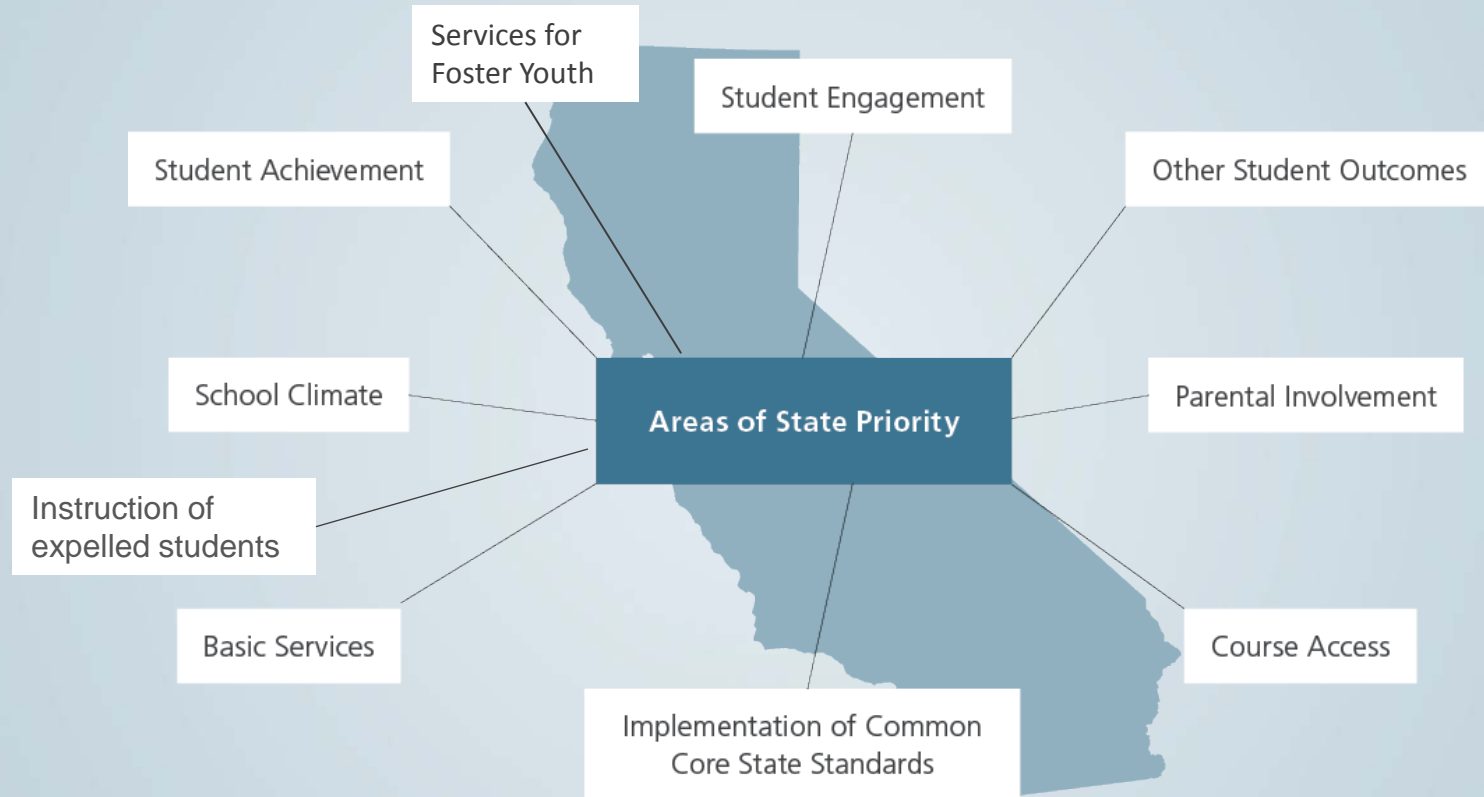 Services for
Foster Youth
Student Engagement
Student Achievement
Other Student Outcomes
School Climate
Areas of State Priority
Parental Involvement
Instruction of
expelled students
Basic Services
Course Access
Implementation of Common
Core State Standards